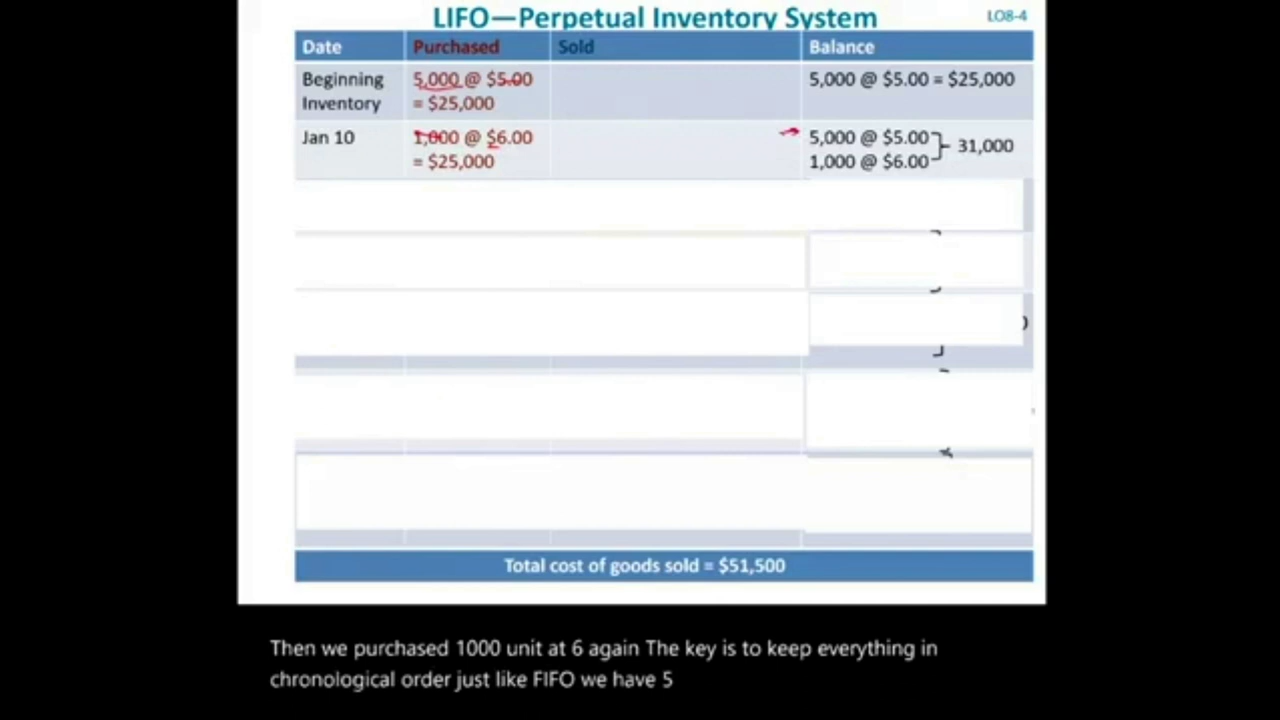 LIFO—Perpetual Inventory System
LO8-4
Date Purchased Sold Balance
Beginning 5,000 @ $5.00 5,000 @ $5.00 = $25,000
Inventory = $25,000
Jan 10 1,000 @ $6.00 5,000 @ $5.00 31,000
= $25,000 1,000 @ $6.00
Total cost of goods sold = $51,500
Then we purchased 1000 unit at 6 again The key is to keep everything in
chronological order just like FIFO we have 5